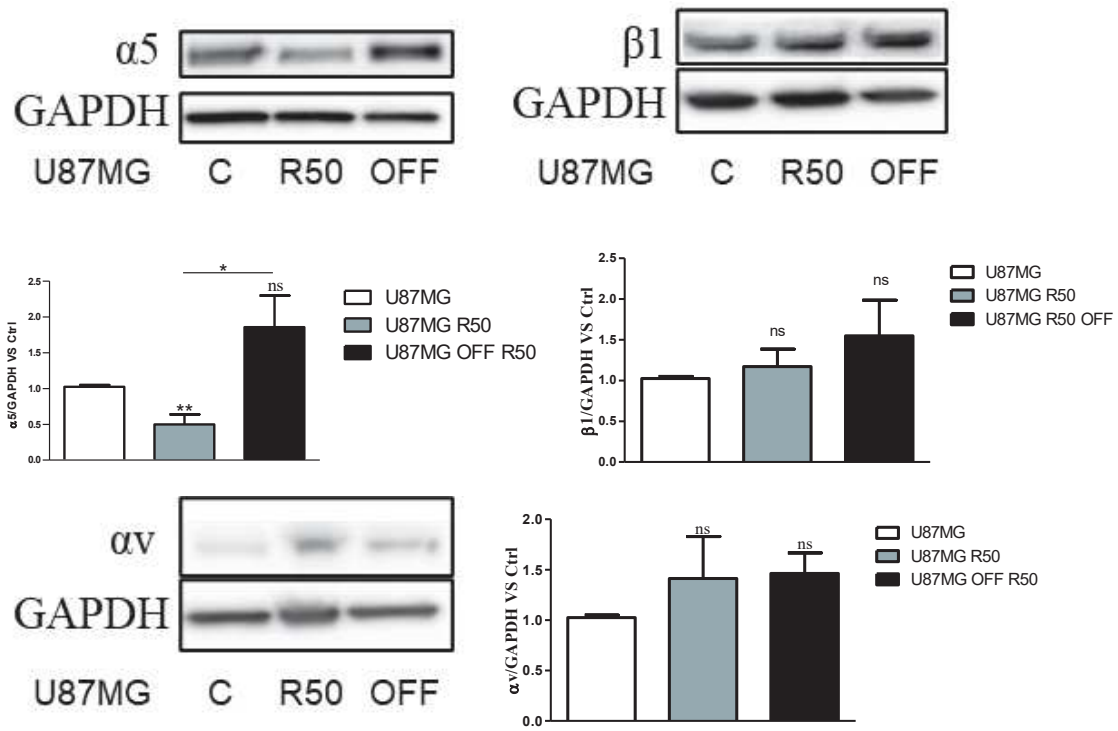 α5
GAPDH
U87MG C R50 OFF
β1
GAPDH
U87MG C R50 OFF
α5/GAPDH VS Ctrl
2.5
2.0
1.5
1.0
0.5
0.0
*
**
ns
U87MG
U87MG R50
U87MG OFF R50
β1/GAPDH VS Ctrl
2.5
2.0
1.5
1.0
0.5
0.0
ns
ns
U87MG
U87MG R50
U87MG R50 OFF
αv
GAPDH
U87MG C R50 OFF
αv/GAPDH VS Ctrl
2.0
1.5
1.0
0.5
0.0
ns
ns
U87MG
U87MG R50
U87MG OFF R50